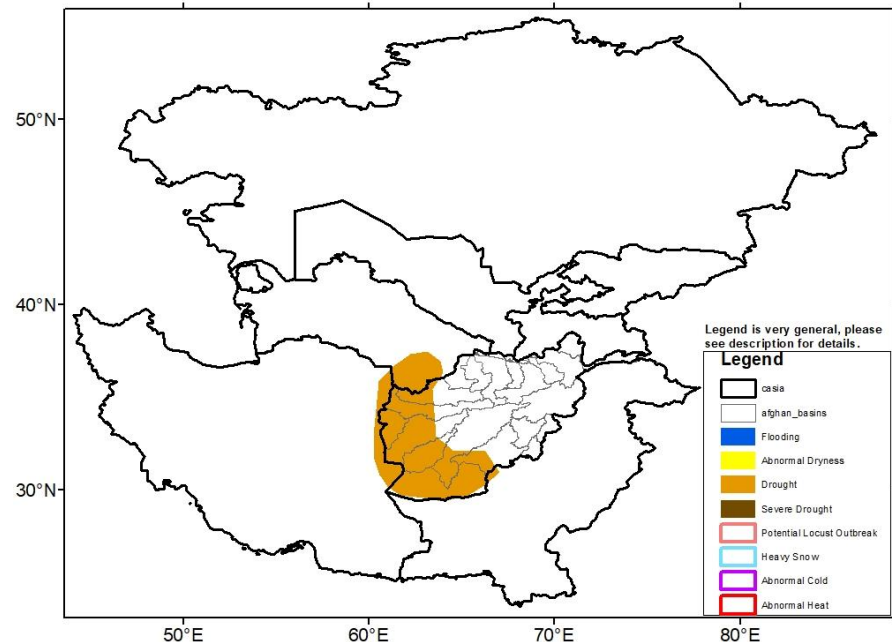 50°N
40°N
30°N
50°E
60°E
70°E
80°E
Legend is very general, please
see description for details.
Legend
casia
afghan_basins
Flooding
Abnormal Dryness
Drought
Severe Drought
Potential Locust Outbreak
Heavy Snow
Abnormal Cold
Abnormal Heat